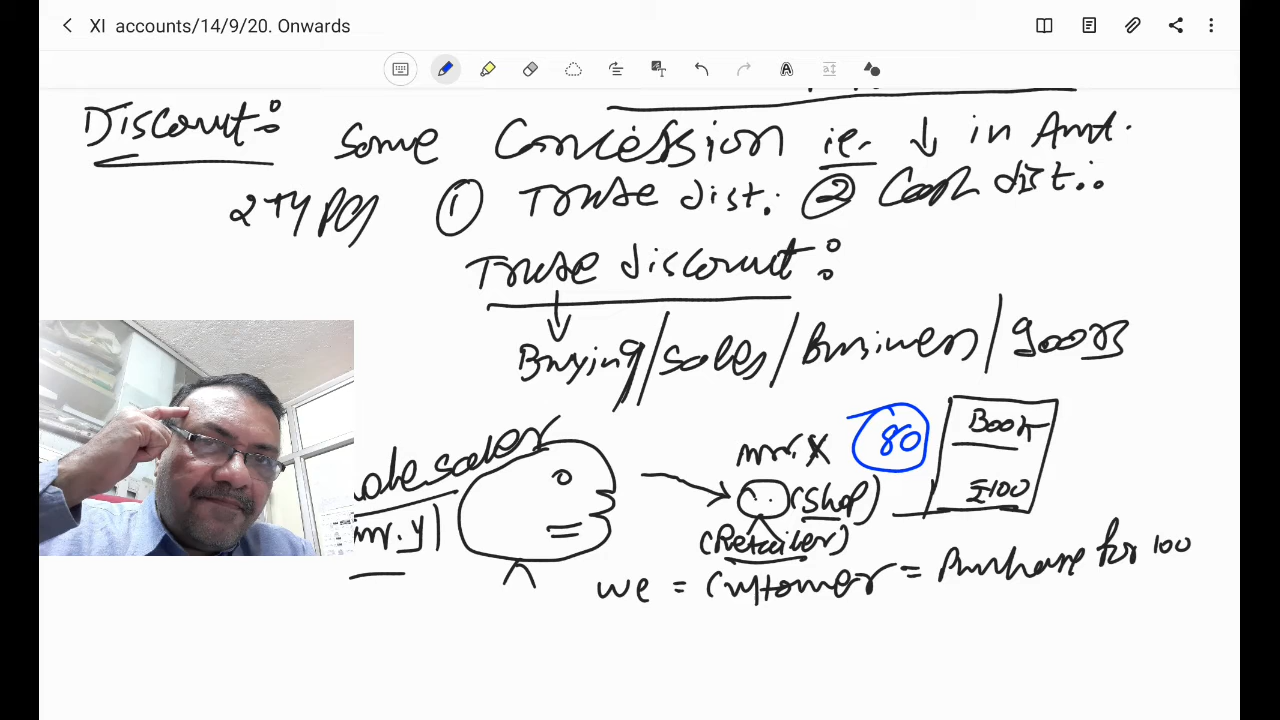 XI accounts/14/9/20. Onwards
Discount:
Some Concession ie. ↓ in Amt.
2 types ① Trade dist. ② Cash dist:
Trade discount:
Buying/Sales/Business/goods
mr. X 80 Book
(Shop) ₹100
olesaler
mr. y)
(Retailer)
we = Customer = Purchase for 100